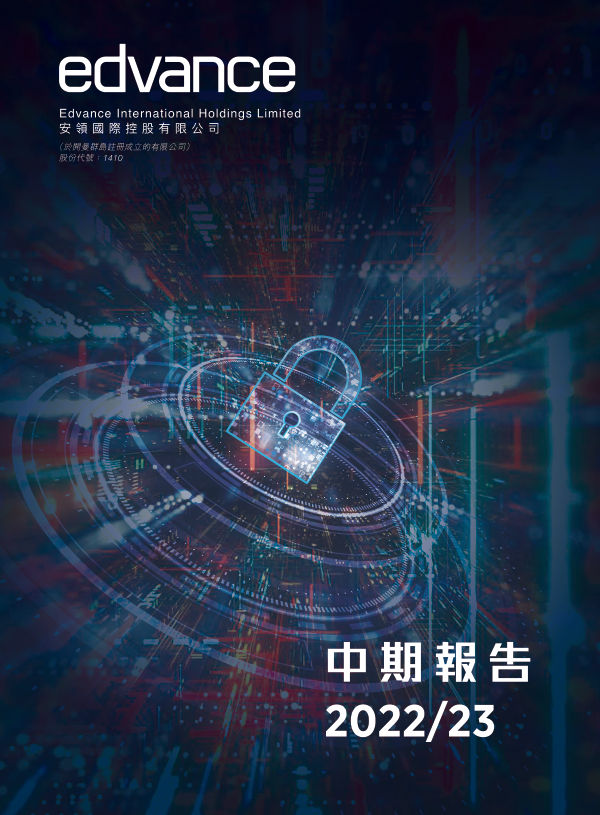 edvance
Edvance International Holdings Limited
安領國際控股有限公司
(於開曼群島註冊成立的有限公司)
股份代號：1410
中期報告
2022/23